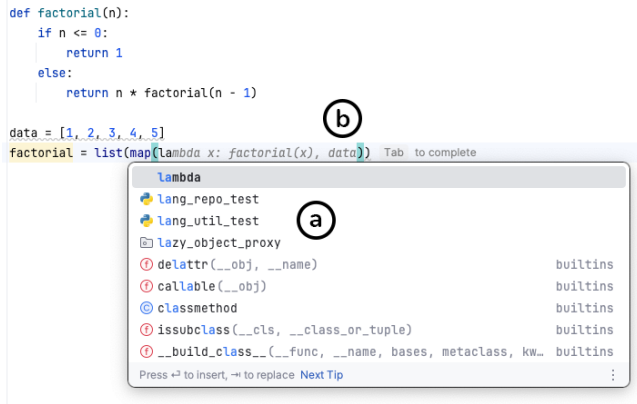 def factorial(n):
if n <= 0:
return 1
else:
return n * factorial(n - 1)
b
data = [1, 2, 3, 4, 5]
factorial = list(map(lambda x: factorial(x), data)) Tab to complete
lambda
lang_repo_test
lang_util_test
a
lazy_object_proxy
f delattr(__obj, __name) builtins
f callable(__obj) builtins
C classmethod builtins
f issubclass(__cls, __class_or_tuple) builtins
f __build_class__(__func, __name, bases, metaclass, kw… builtins
Press ↵ to insert, ⇥ to replace Next Tip